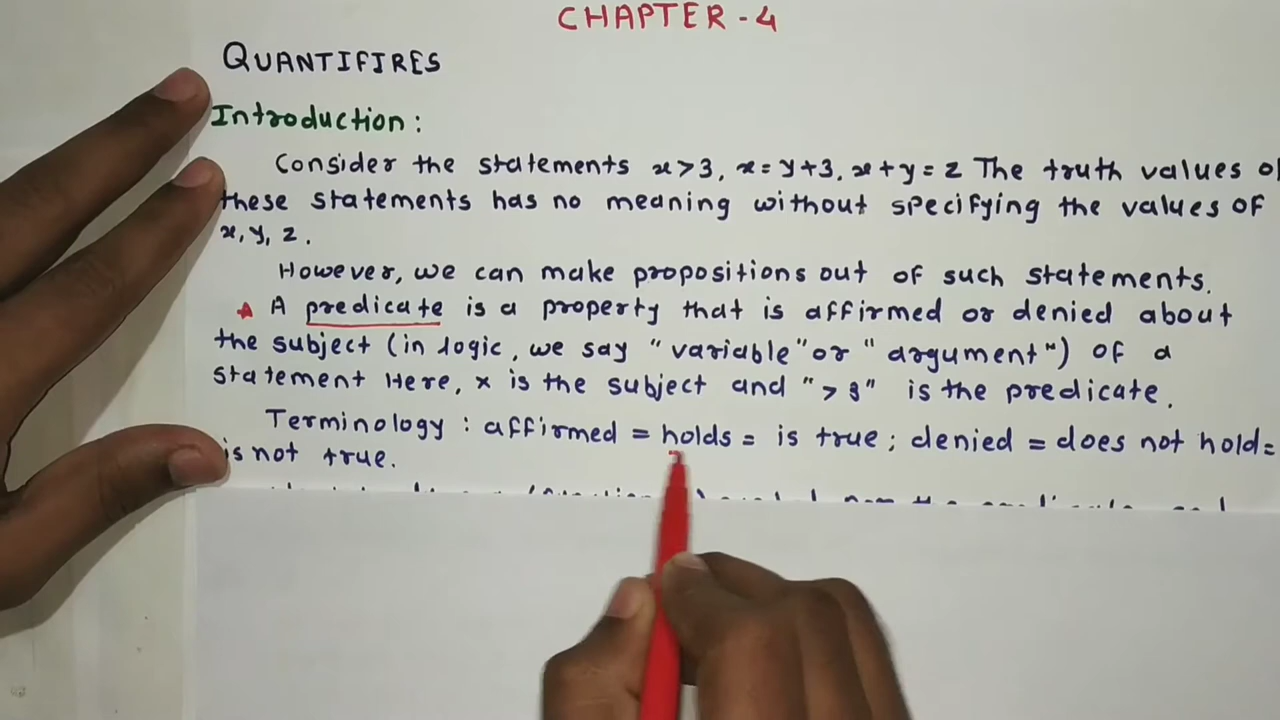 CHAPTER - 4
QUANTIFIRES
Introduction :
Consider the statements x > 3, x = y + 3, x + y = z The truth values of
these statements has no meaning without specifying the values of
x, y, z.
However, we can make propositions out of such statements.
A predicate is a property that is affirmed or denied about
the subject (in logic, we say "variable" or "argument") of a
statement Here, x is the subject and "> 3" is the predicate.
Terminology : affirmed = holds = is true; denied = does not hold =
is not true.